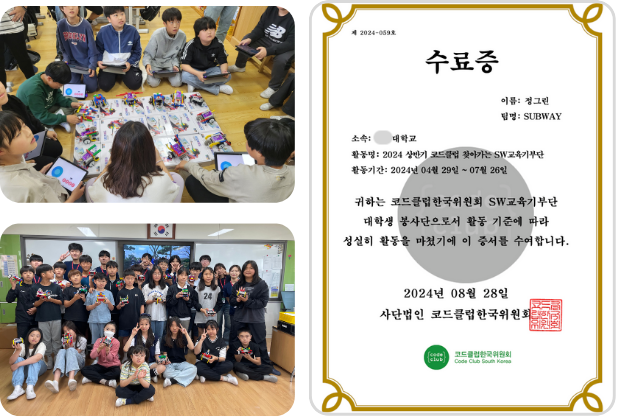 제 2024-059호
수료증
이름: 정그린
팀명: SUBWAY
소속: 대학교
활동명: 2024 상반기 코드클럽 찾아가는 SW교육기부단
활동기간: 2024년 04월 29일 ~ 07월 26일
귀하는 코드클럽한국위원회 SW교육기부단
대학생 봉사단으로서 활동 기준에 따라
성실히 활동을 마쳤기에 이 증서를 수여합니다.
2024년 08월 28일
사단법인 코드클럽한국위원회
code club
코드클럽한국위원회
Code Club South Korea